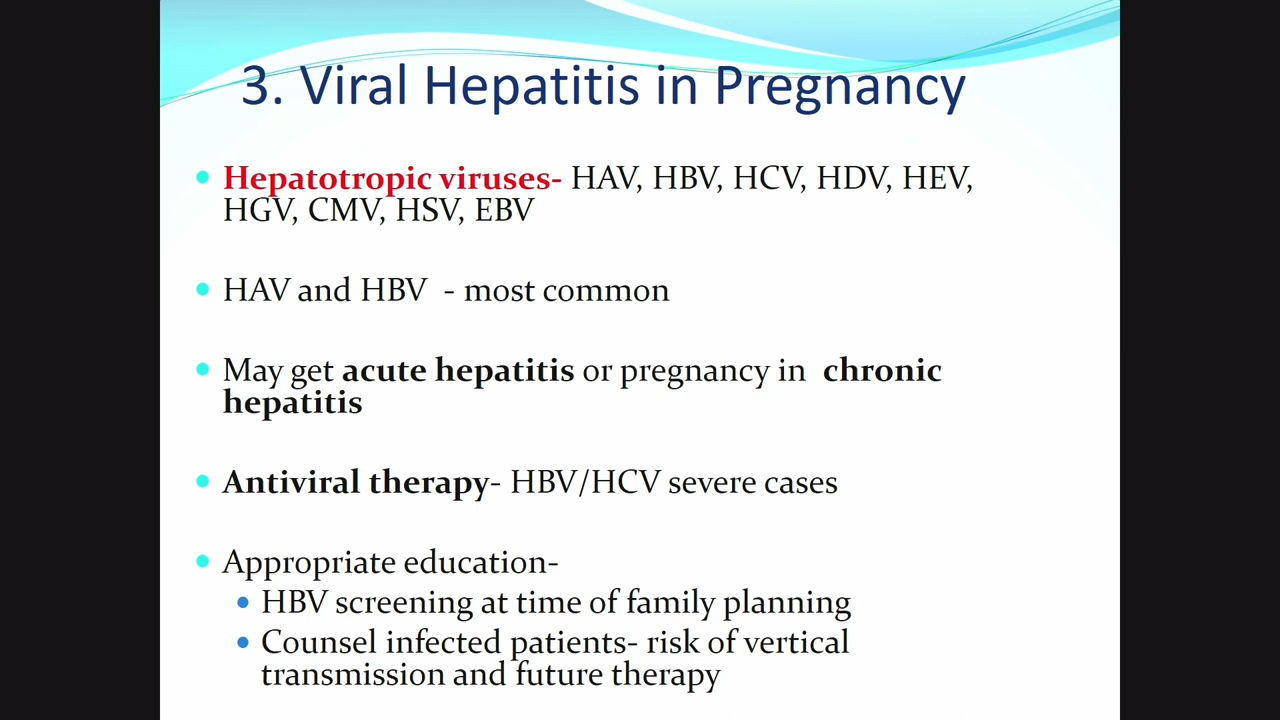 3. Viral Hepatitis in Pregnancy
Hepatotropic viruses- HAV, HBV, HCV, HDV, HEV,
HGV, CMV, HSV, EBV
HAV and HBV - most common
May get acute hepatitis or pregnancy in chronic
hepatitis
Antiviral therapy- HBV/HCV severe cases
Appropriate education-
HBV screening at time of family planning
Counsel infected patients- risk of vertical
transmission and future therapy